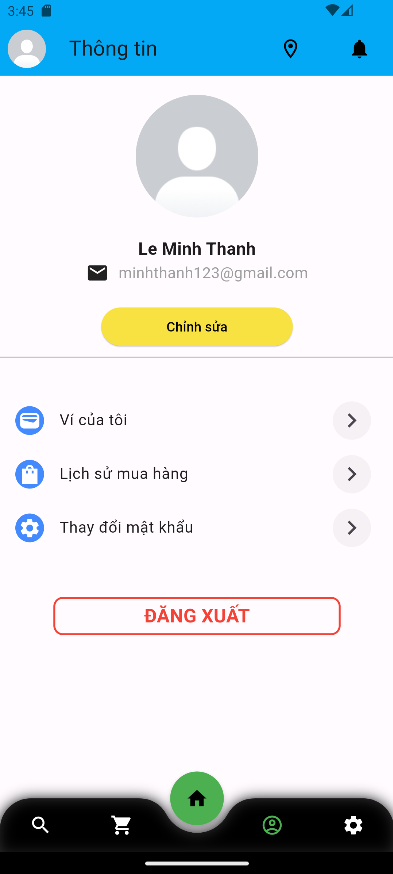 3:45
Thông tin
Le Minh Thanh
minhthanh123@gmail.com
Chỉnh sửa
Ví của tôi
Lịch sử mua hàng
Thay đổi mật khẩu
ĐĂNG XUẤT